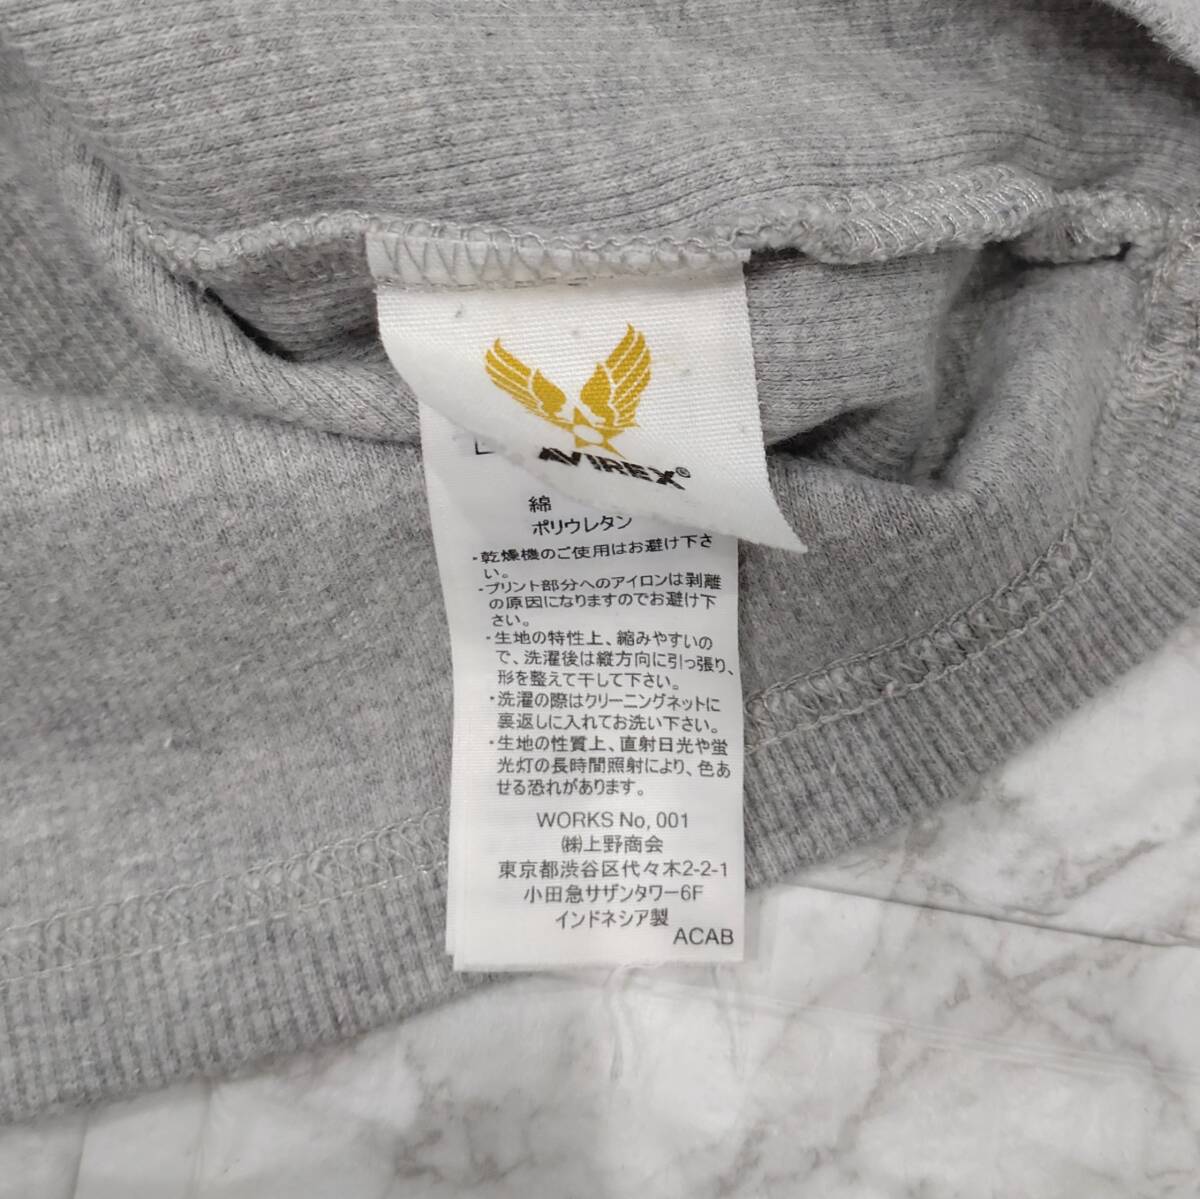 AVIREX®
綿
ポリウレタン
・乾燥機のご使用はお避け下さ
い。
・プリント部分へのアイロンは剥離
の原因になりますのでお避け下
さい。
・生地の特性上、縮みやすいの
で、洗濯後は縦方向に引っ張り、
形を整えて干して下さい。
・洗濯の際はクリーニングネットに
裏返しに入れてお洗い下さい。
・生地の性質上、直射日光や蛍
光灯の長時間照射により、色あ
せる恐れがあります。
WORKS No, 001
㈱上野商会
東京都渋谷区代々木2-2-1
小田急サザンタワー6F
インドネシア製
ACAB